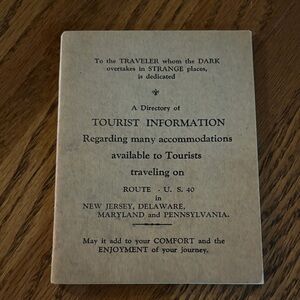 To the TRAVELER whom the DARK
overtakes in STRANGE places,
is dedicated
A Directory of
TOURIST INFORMATION
Regarding many accommodations
available to Tourists
traveling on
ROUTE - U. S. 40
in
NEW JERSEY, DELAWARE,
MARYLAND and PENNSYLVANIA.
May it add to your COMFORT and the
ENJOYMENT of your journey.